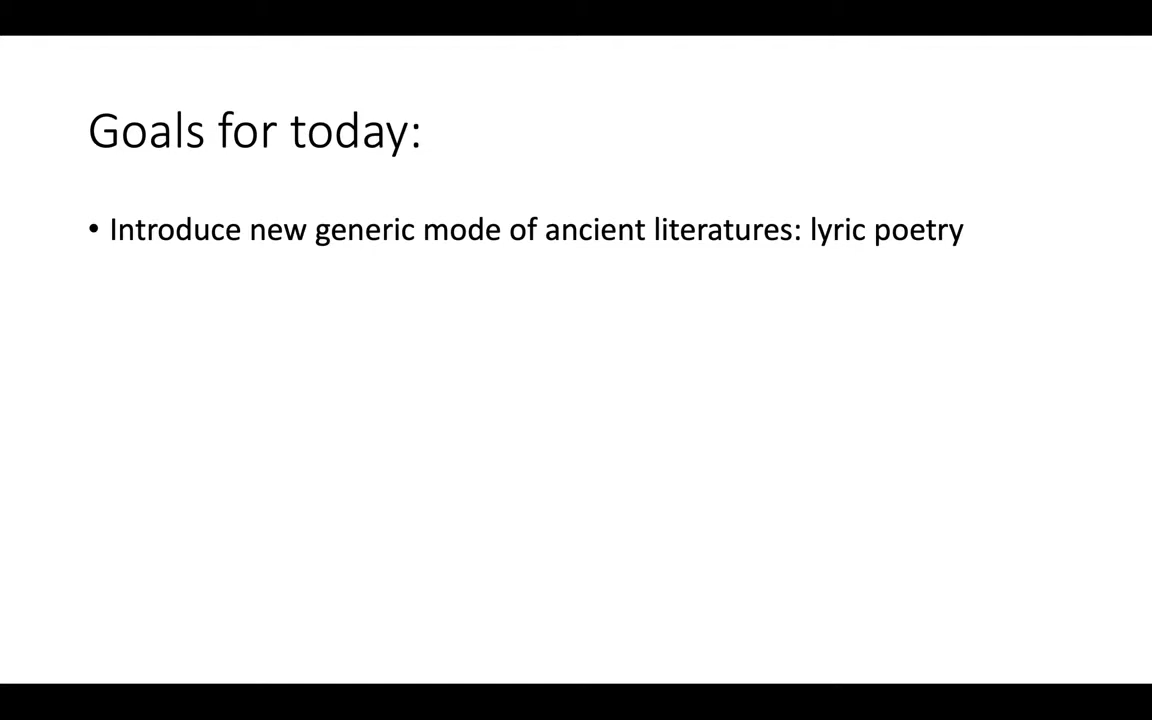 Goals for today:
• Introduce new generic mode of ancient literatures: lyric poetry